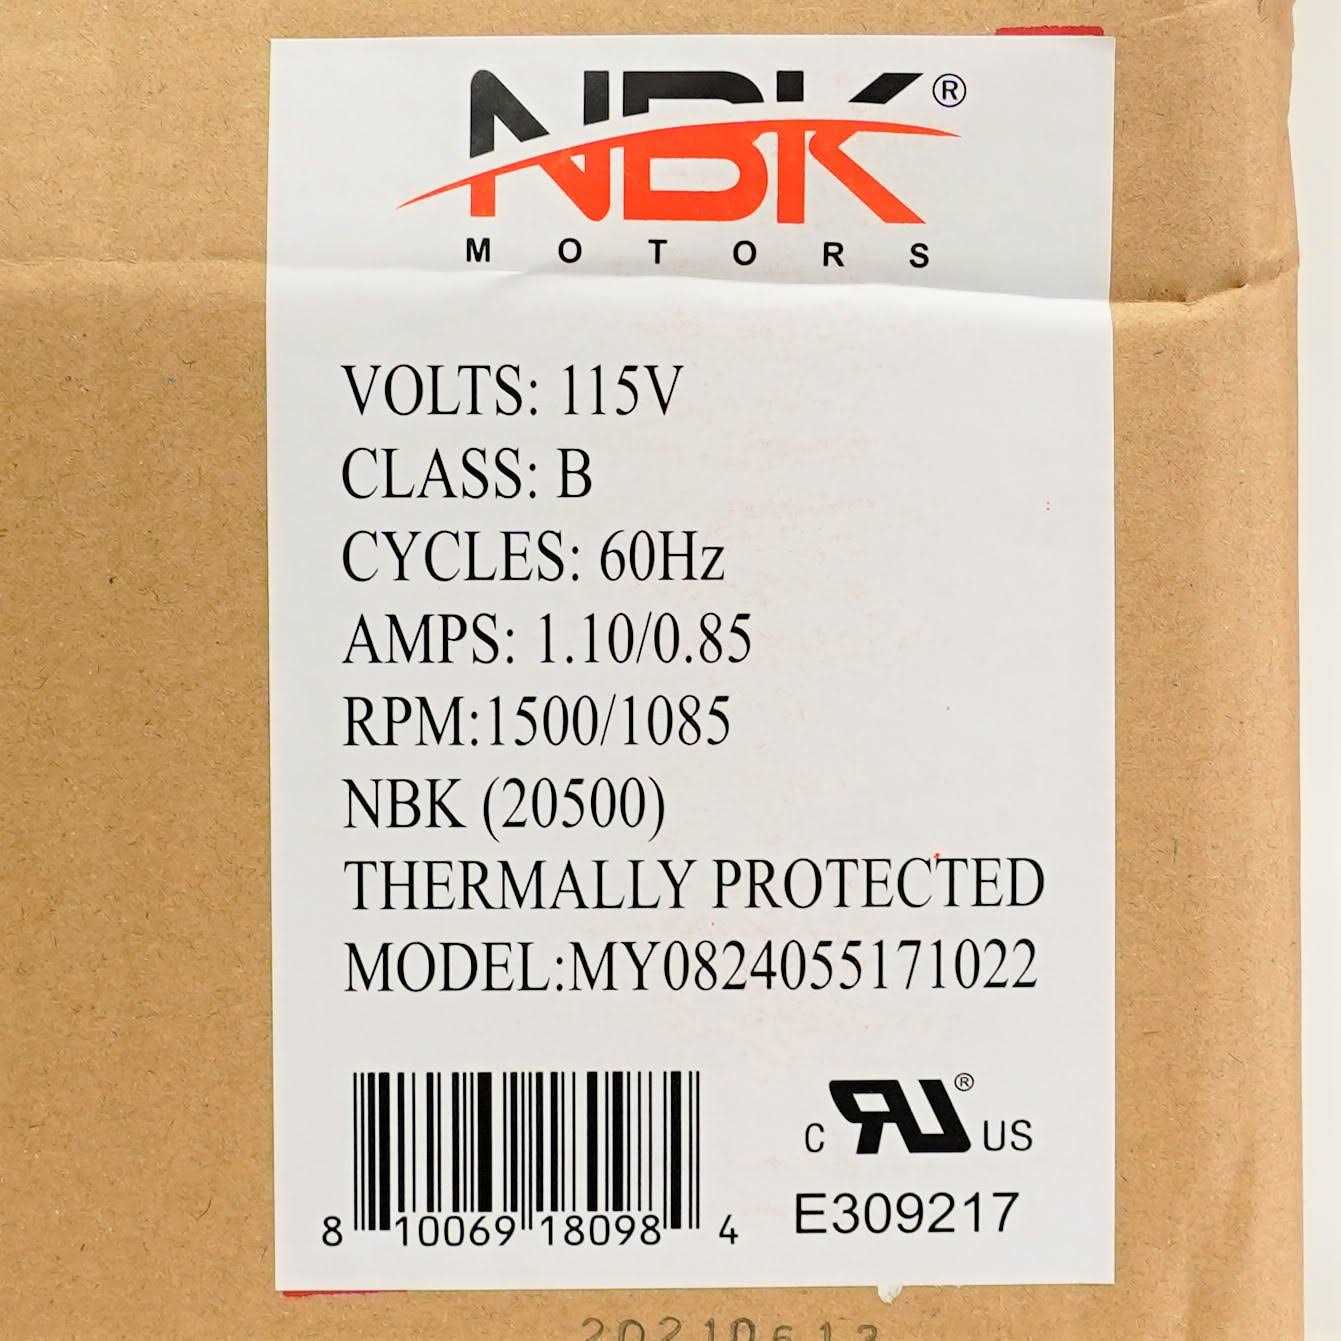 NBK®
MOTORS
VOLTS: 115V
CLASS: B
CYCLES: 60Hz
AMPS: 1.10/0.85
RPM:1500/1085
NBK (20500)
THERMALLY PROTECTED
MODEL:MY0824055171022
8 10069 18098 4
C RU® US
E309217